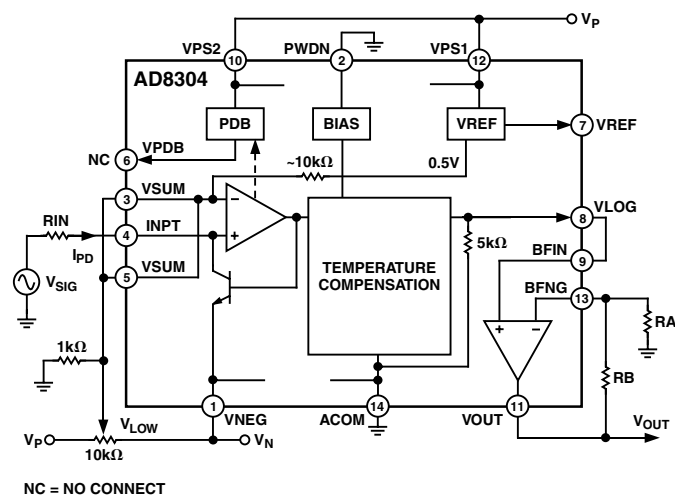 V_P
VPS2
PWDN
VPS1
10
2
12
AD8304
PDB
BIAS
VREF
7
VREF
NC
6
VPDB
~10kΩ
0.5V
3
VSUM
−
VLOG
8
RIN
4
INPT
+
5kΩ
I_PD
BFIN
9
V_SIG
5
VSUM
TEMPERATURE
COMPENSATION
BFNG
13
+
−
RA
1kΩ
RB
V_LOW
1
VNEG
ACOM
14
VOUT
11
V_OUT
V_P
10kΩ
V_N
NC = NO CONNECT